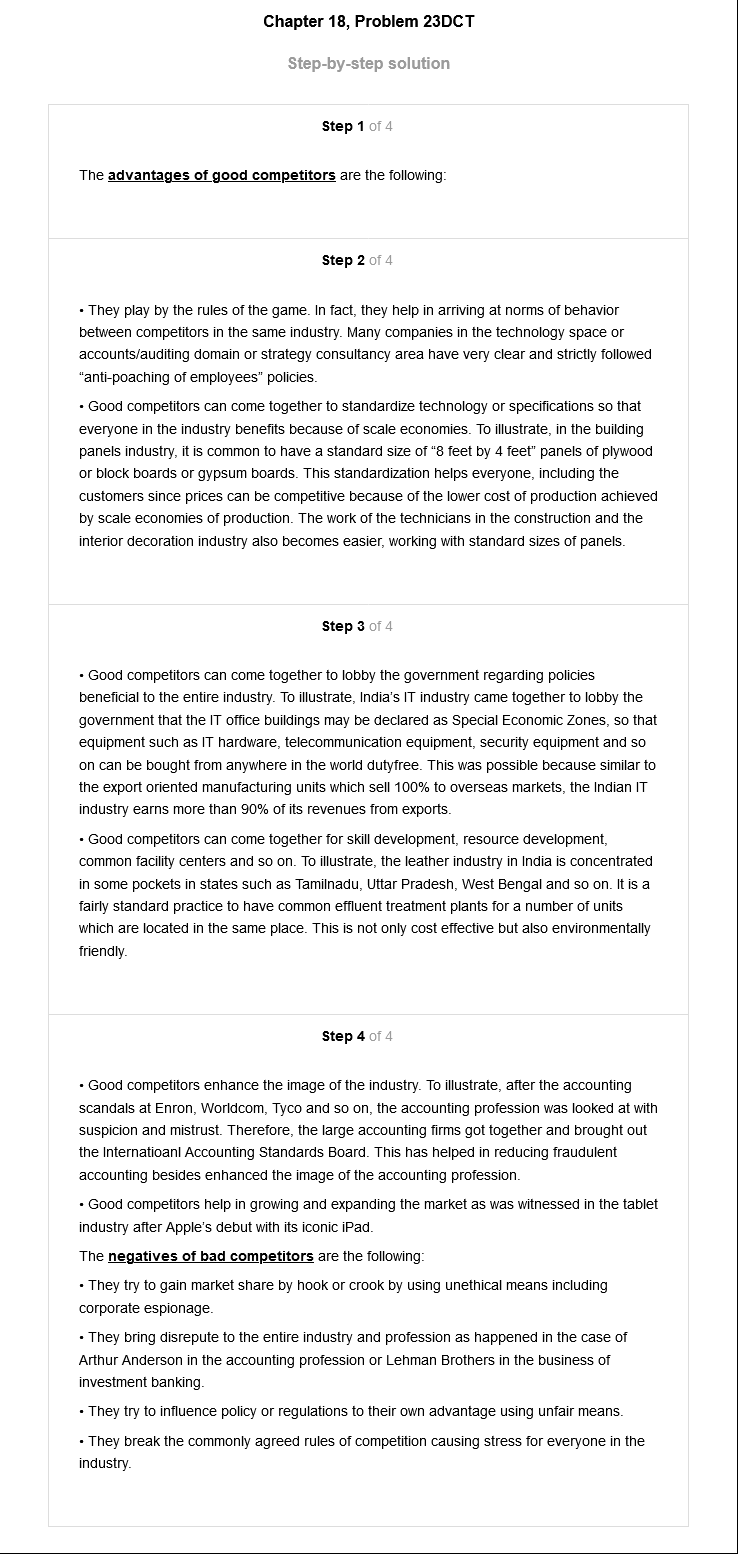 Chapter 18, Problem 23DCT
Step-by-step solution
Step 1 of 4
The advantages of good competitors are the following:
Step 2 of 4
• They play by the rules of the game. In fact, they help in arriving at norms of behavior
between competitors in the same industry. Many companies in the technology space or
accounts/auditing domain or strategy consultancy area have very clear and strictly followed
“anti-poaching of employees” policies.
• Good competitors can come together to standardize technology or specifications so that
everyone in the industry benefits because of scale economies. To illustrate, in the building
panels industry, it is common to have a standard size of “8 feet by 4 feet” panels of plywood
or block boards or gypsum boards. This standardization helps everyone, including the
customers since prices can be competitive because of the lower cost of production achieved
by scale economies of production. The work of the technicians in the construction and the
interior decoration industry also becomes easier, working with standard sizes of panels.
Step 3 of 4
• Good competitors can come together to lobby the government regarding policies
beneficial to the entire industry. To illustrate, India’s IT industry came together to lobby the
government that the IT office buildings may be declared as Special Economic Zones, so that
equipment such as IT hardware, telecommunication equipment, security equipment and so
on can be bought from anywhere in the world dutyfree. This was possible because similar to
the export oriented manufacturing units which sell 100% to overseas markets, the Indian IT
industry earns more than 90% of its revenues from exports.
• Good competitors can come together for skill development, resource development,
common facility centers and so on. To illustrate, the leather industry in India is concentrated
in some pockets in states such as Tamilnadu, Uttar Pradesh, West Bengal and so on. It is a
fairly standard practice to have common effluent treatment plants for a number of units
which are located in the same place. This is not only cost effective but also environmentally
friendly.
Step 4 of 4
• Good competitors enhance the image of the industry. To illustrate, after the accounting
scandals at Enron, Worldcom, Tyco and so on, the accounting profession was looked at with
suspicion and mistrust. Therefore, the large accounting firms got together and brought out
the Internatioanl Accounting Standards Board. This has helped in reducing fraudulent
accounting besides enhanced the image of the accounting profession.
• Good competitors help in growing and expanding the market as was witnessed in the tablet
industry after Apple’s debut with its iconic iPad.
The negatives of bad competitors are the following:
• They try to gain market share by hook or crook by using unethical means including
corporate espionage.
• They bring disrepute to the entire industry and profession as happened in the case of
Arthur Anderson in the accounting profession or Lehman Brothers in the business of
investment banking.
• They try to influence policy or regulations to their own advantage using unfair means.
• They break the commonly agreed rules of competition causing stress for everyone in the
industry.